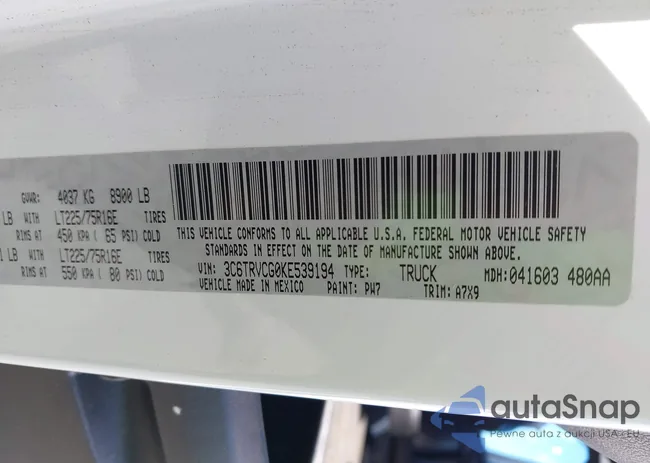 GVWR: 4037 KG 8900 LB
LB WITH LT225/75R16E TIRES
RIMS AT 450 KPA ( 65 PSI) COLD
LB WITH LT225/75R16E TIRES
RIMS AT 550 KPA ( 80 PSI) COLD
THIS VEHICLE CONFORMS TO ALL APPLICABLE U.S.A. FEDERAL MOTOR VEHICLE SAFETY
STANDARDS IN EFFECT ON THE DATE OF MANUFACTURE SHOWN ABOVE.
VIN: 3C6TRVCG0KE539194 TYPE: TRUCK MDH: 041603 480AA
VEHICLE MADE IN MEXICO PAINT: PW7 TRIM: A7X9
autaSnap
Pewne auta z aukcji USA - EU